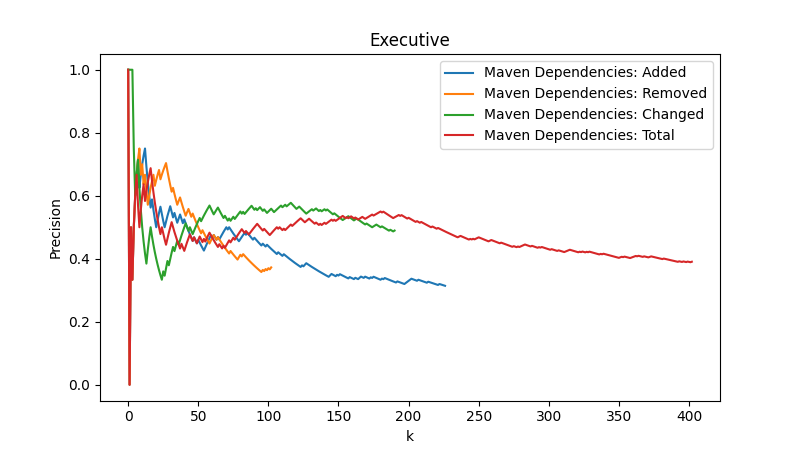 Executive
Maven Dependencies: Added
Maven Dependencies: Removed
Maven Dependencies: Changed
Maven Dependencies: Total
Precision
1.0
0.8
0.6
0.4
0.2
0.0
0 50 100 150 200 250 300 350 400
k